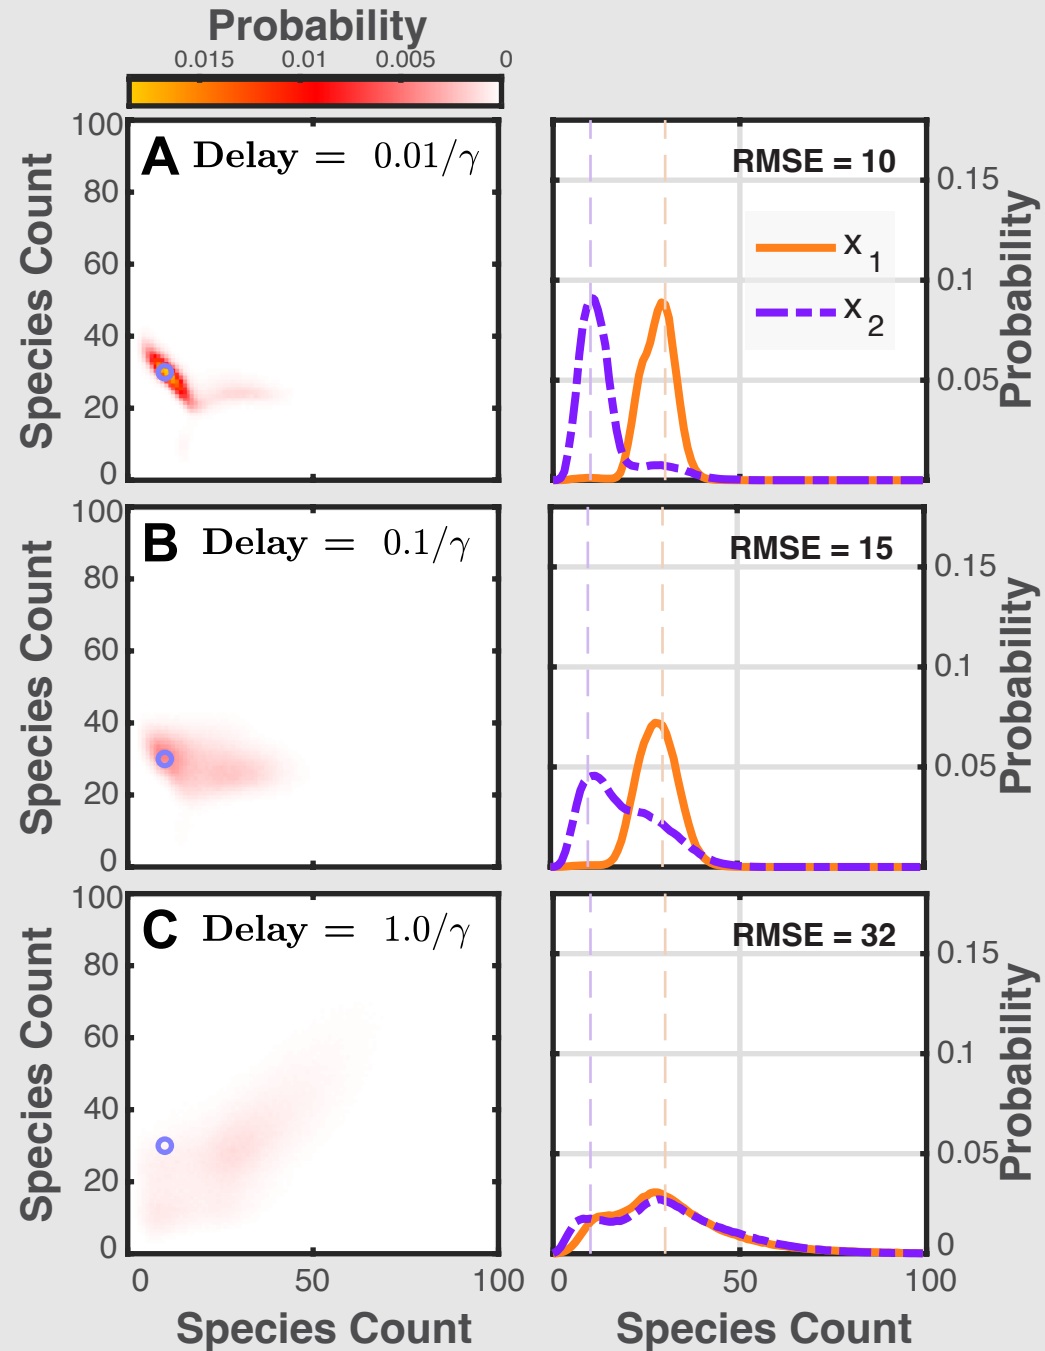 Probability
0.015 0.01 0.005 0
A Delay = 0.01/γ
100
80
60
40
20
0
Species Count
RMSE = 10
x1
x2
0.15
0.1
0.05
Probability
B Delay = 0.1/γ
100
80
60
40
20
0
Species Count
RMSE = 15
0.15
0.1
0.05
Probability
C Delay = 1.0/γ
100
80
60
40
20
0
Species Count
RMSE = 32
0.15
0.1
0.05
0
Probability
0 50 100
0 50 100
Species Count
Species Count